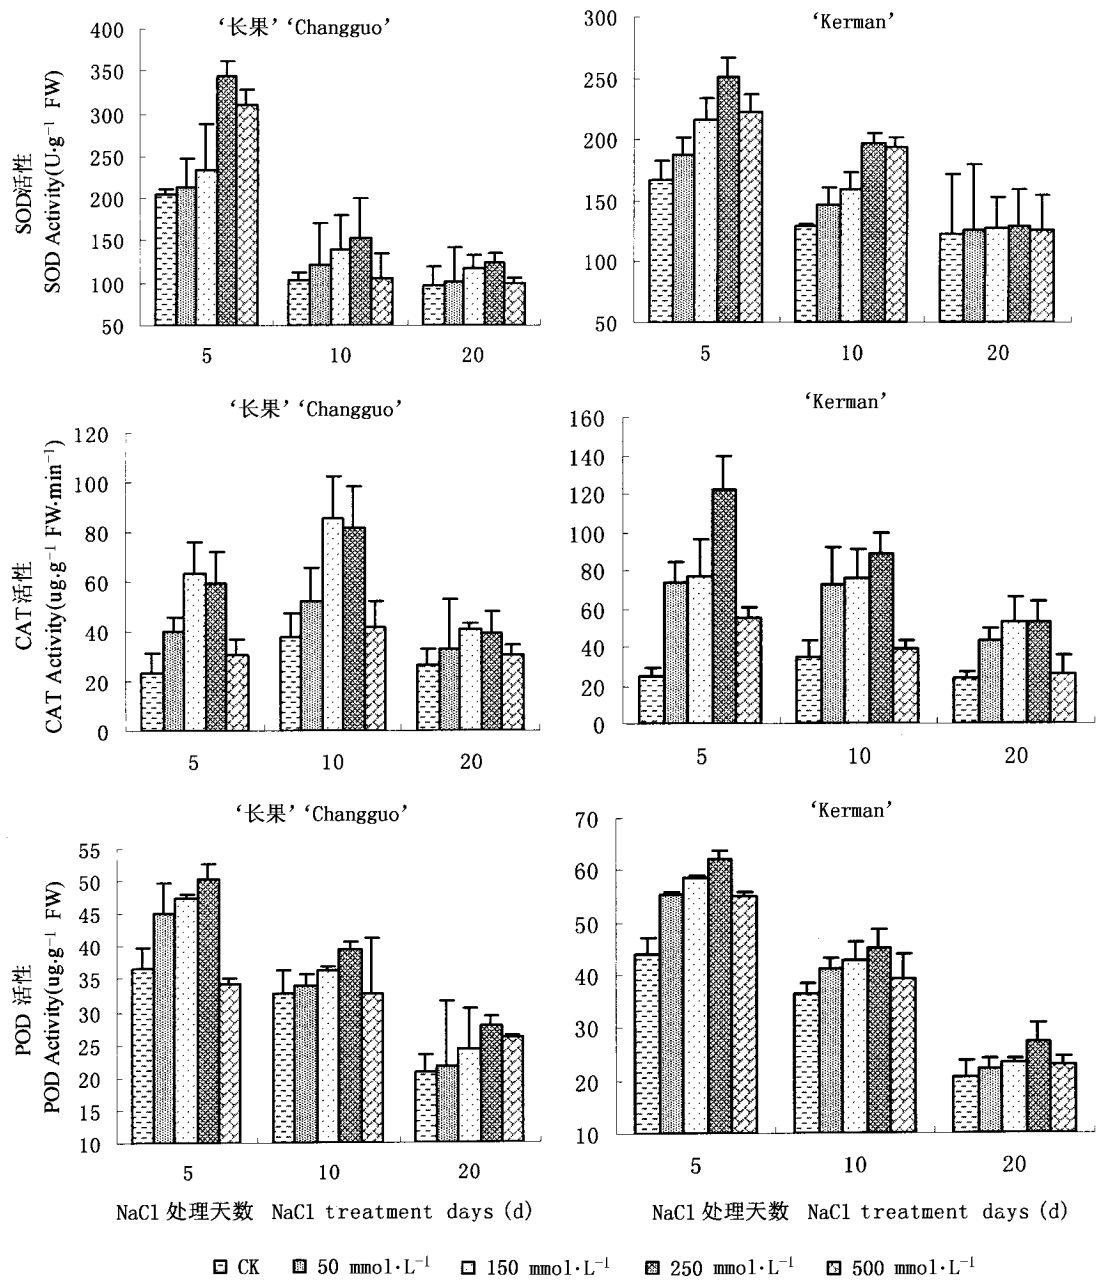 ‘长果’ ‘Changguo’
‘Kerman’
SOD活性
SOD Activity(U·g⁻¹ FW)
400
350
300
250
200
150
100
50
5 10 20
300
250
200
150
100
50
5 10 20
‘长果’ ‘Changguo’
‘Kerman’
CAT活性
CAT Activity(ug·g⁻¹ FW·min⁻¹)
120
100
80
60
40
20
0
5 10 20
160
140
120
100
80
60
40
20
0
5 10 20
‘长果’ ‘Changguo’
‘Kerman’
POD 活性
POD Activity(ug·g⁻¹ FW)
55
50
45
40
35
30
25
20
15
10
5 10 20
70
60
50
40
30
20
10
5 10 20
NaCl 处理天数 NaCl treatment days (d)
NaCl 处理天数 NaCl treatment days (d)
CK 50 mmol·L⁻¹ 150 mmol·L⁻¹ 250 mmol·L⁻¹ 500 mmol·L⁻¹